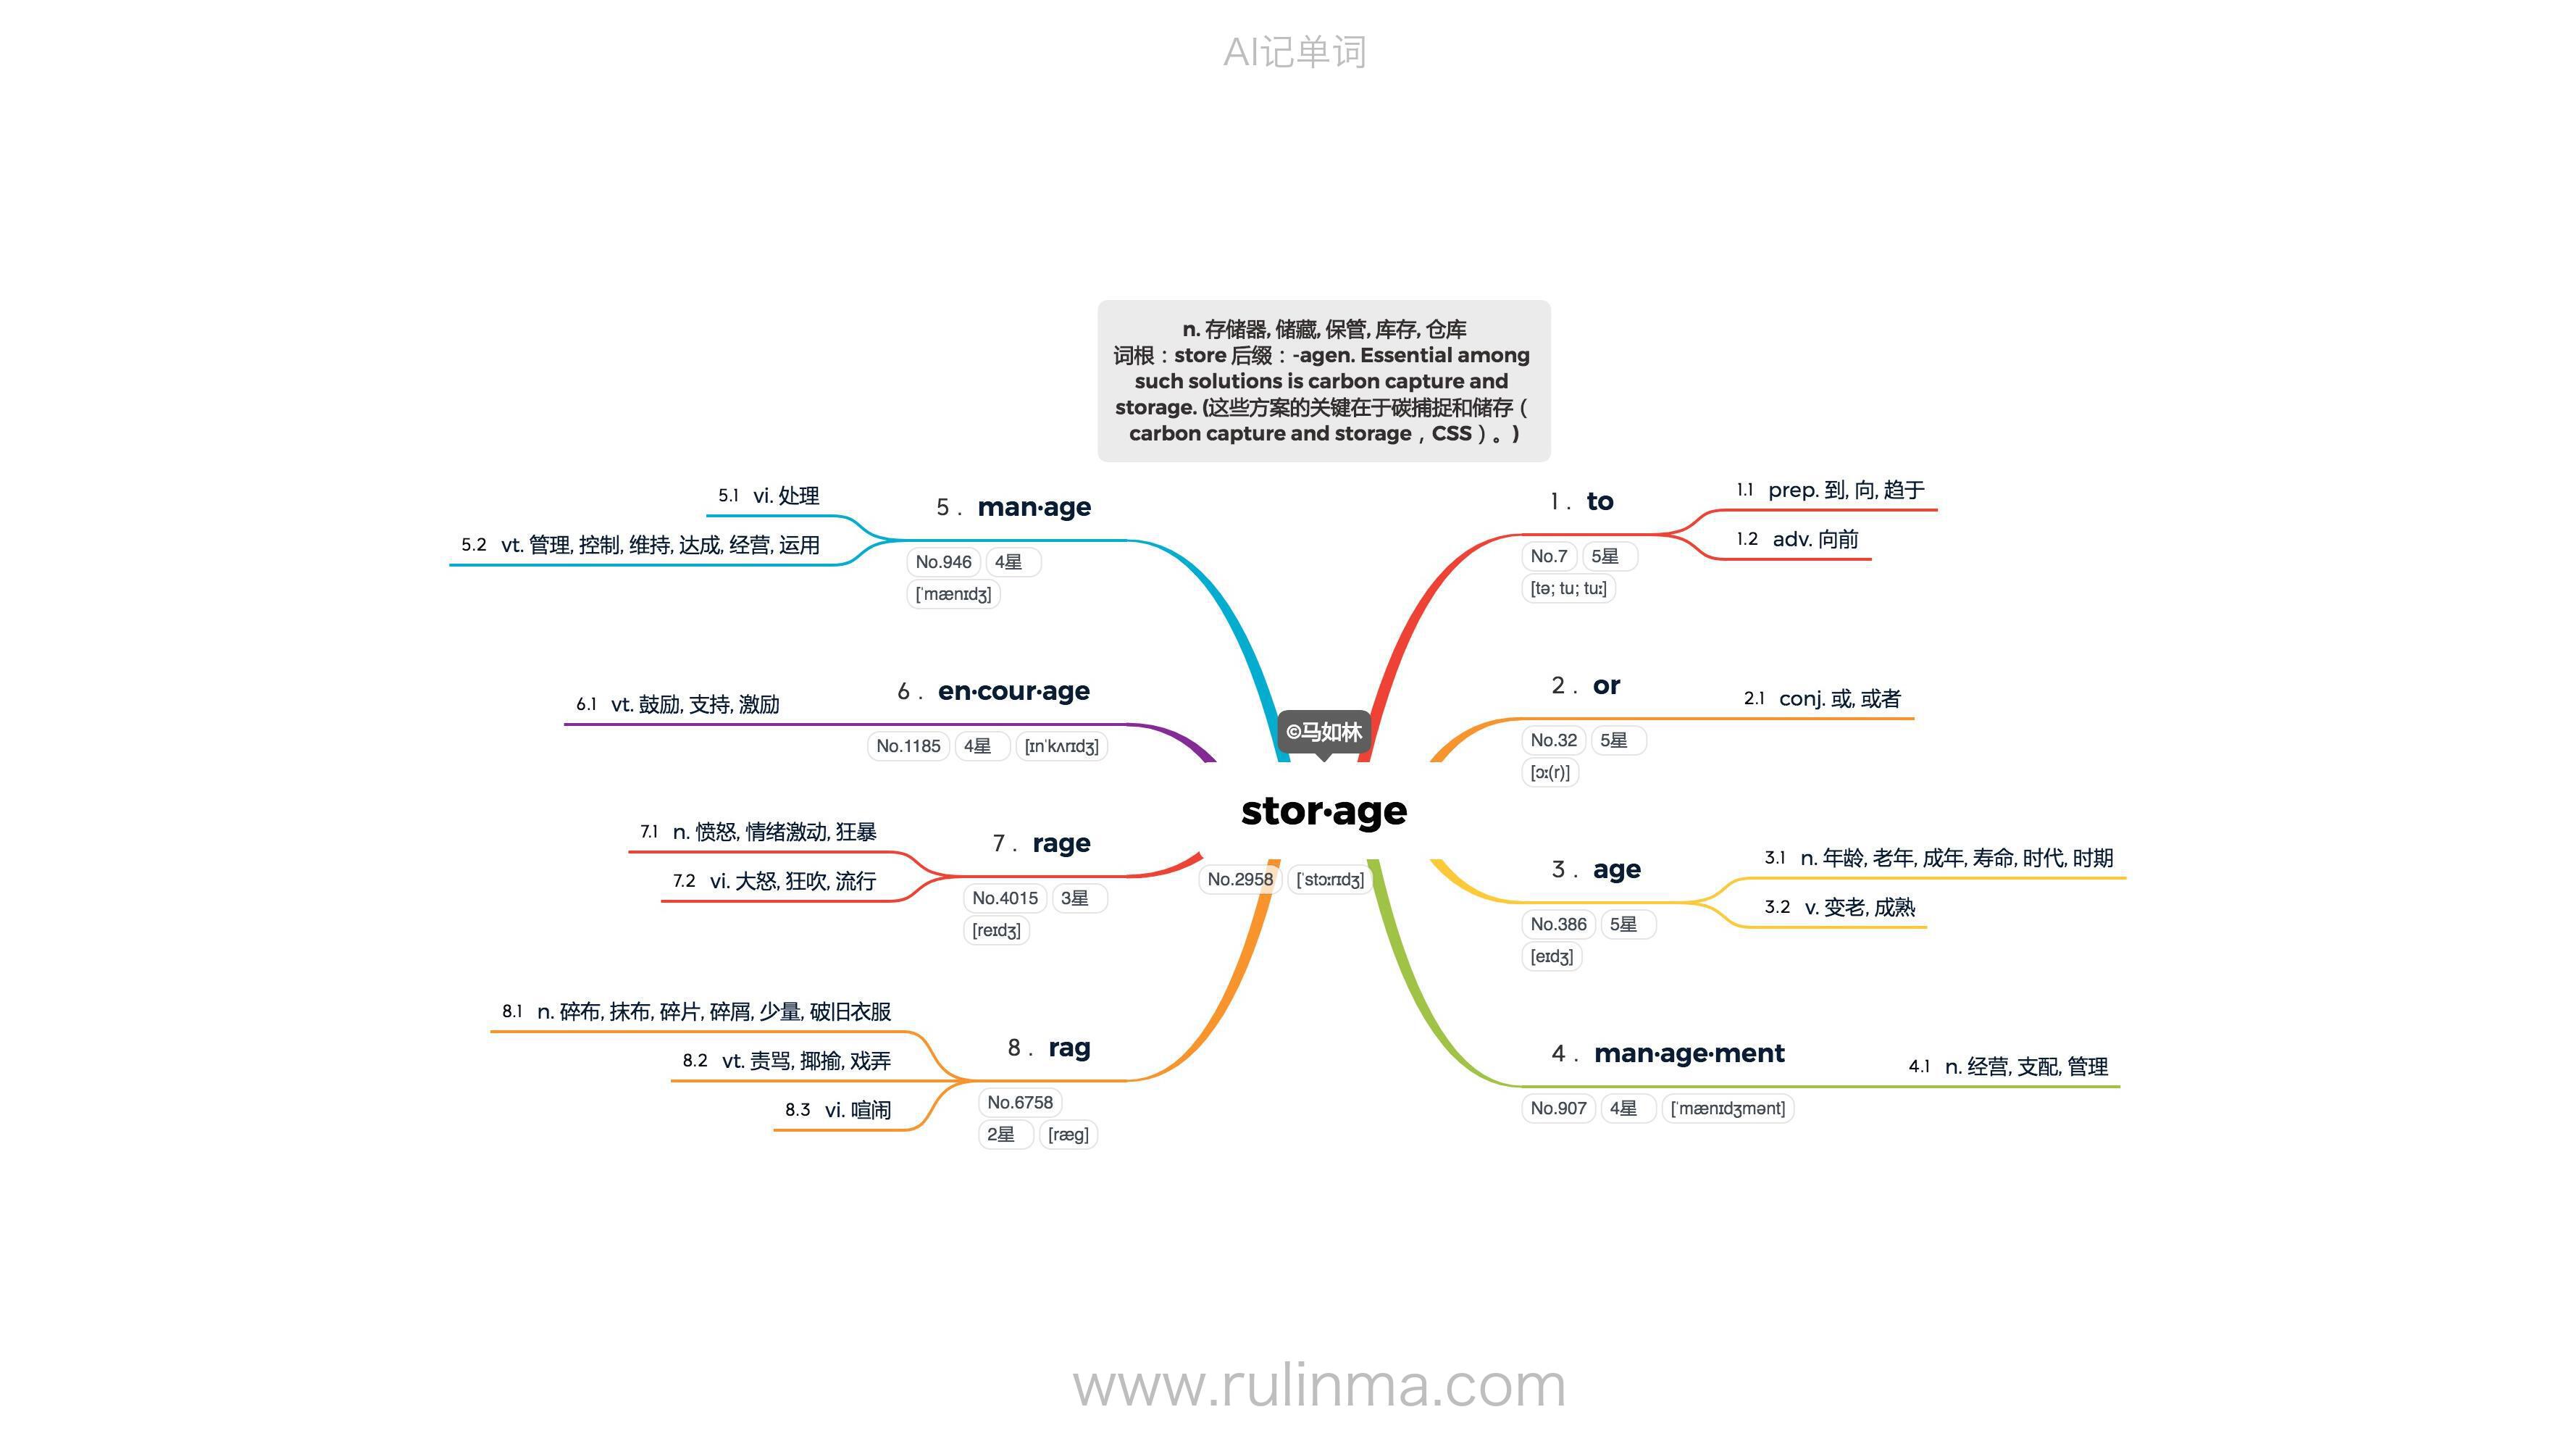 AI记单词
n. 存储器, 储藏, 保管, 库存, 仓库
词根：store 后缀：-agen. Essential among
such solutions is carbon capture and
storage. (这些方案的关键在于碳捕捉和储存（
carbon capture and storage，CSS）。)
©马如林
stor·age
No.2958 [ˈstɔːrɪdʒ]
1. to
No.7 5星
[tə; tu; tuː]
1.1 prep. 到, 向, 趋于
1.2 adv. 向前
2. or
No.32 5星
[ɔː(r)]
2.1 conj. 或, 或者
3. age
No.386 5星
[eɪdʒ]
3.1 n. 年龄, 老年, 成年, 寿命, 时代, 时期
3.2 v. 变老, 成熟
4. man·age·ment
No.907 4星 [ˈmænɪdʒmənt]
4.1 n. 经营, 支配, 管理
5. man·age
No.946 4星
[ˈmænɪdʒ]
5.1 vi. 处理
5.2 vt. 管理, 控制, 维持, 达成, 经营, 运用
6. en·cour·age
No.1185 4星 [ɪnˈkʌrɪdʒ]
6.1 vt. 鼓励, 支持, 激励
7. rage
No.4015 3星
[reɪdʒ]
7.1 n. 愤怒, 情绪激动, 狂暴
7.2 vi. 大怒, 狂吹, 流行
8. rag
No.6758
2星 [ræg]
8.1 n. 碎布, 抹布, 碎片, 碎屑, 少量, 破旧衣服
8.2 vt. 责骂, 揶揄, 戏弄
8.3 vi. 喧闹
www.rulinma.com